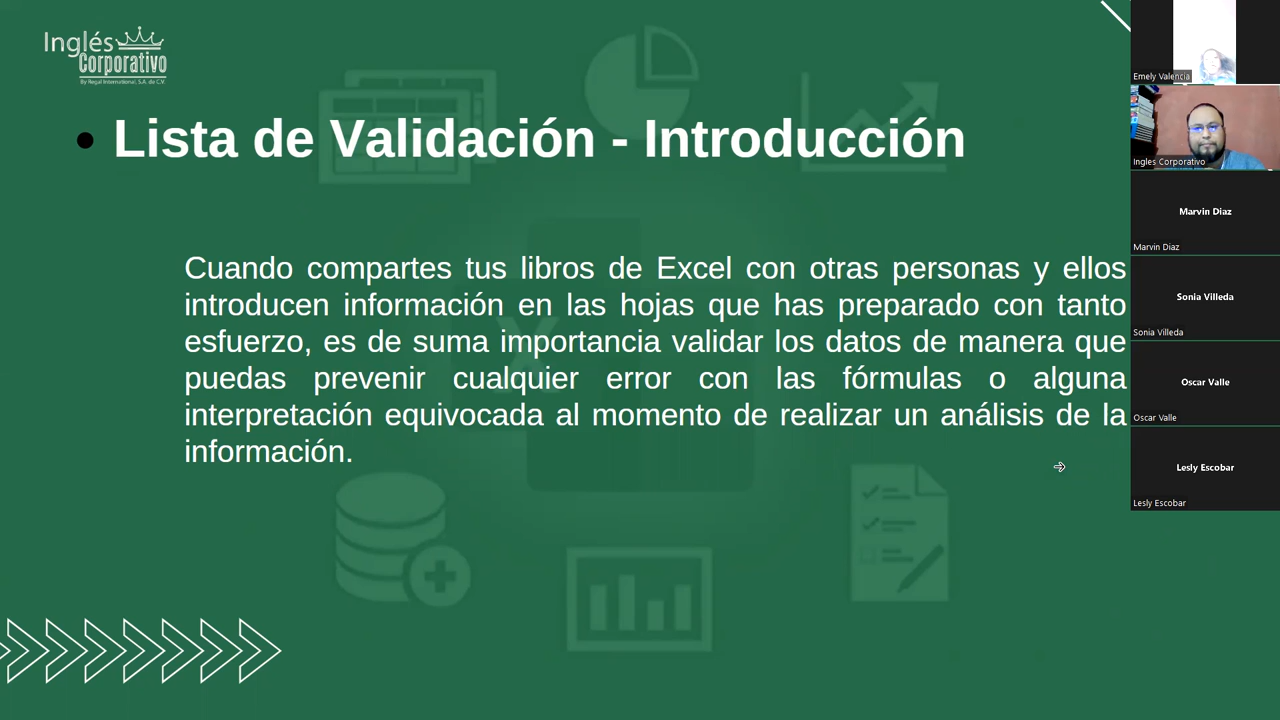 Inglés
Corporativo
By Regal International, S.A. de C.V.
Lista de Validación - Introducción
Cuando compartes tus libros de Excel con otras personas y ellos
introducen información en las hojas que has preparado con tanto
esfuerzo, es de suma importancia validar los datos de manera que
puedas prevenir cualquier error con las fórmulas o alguna
interpretación equivocada al momento de realizar un análisis de la
información.
Emely Valencia
Ingles Corporativo
Marvin Diaz
Marvin Diaz
Sonia Villeda
Sonia Villeda
Oscar Valle
Oscar Valle
Lesly Escobar
Lesly Escobar